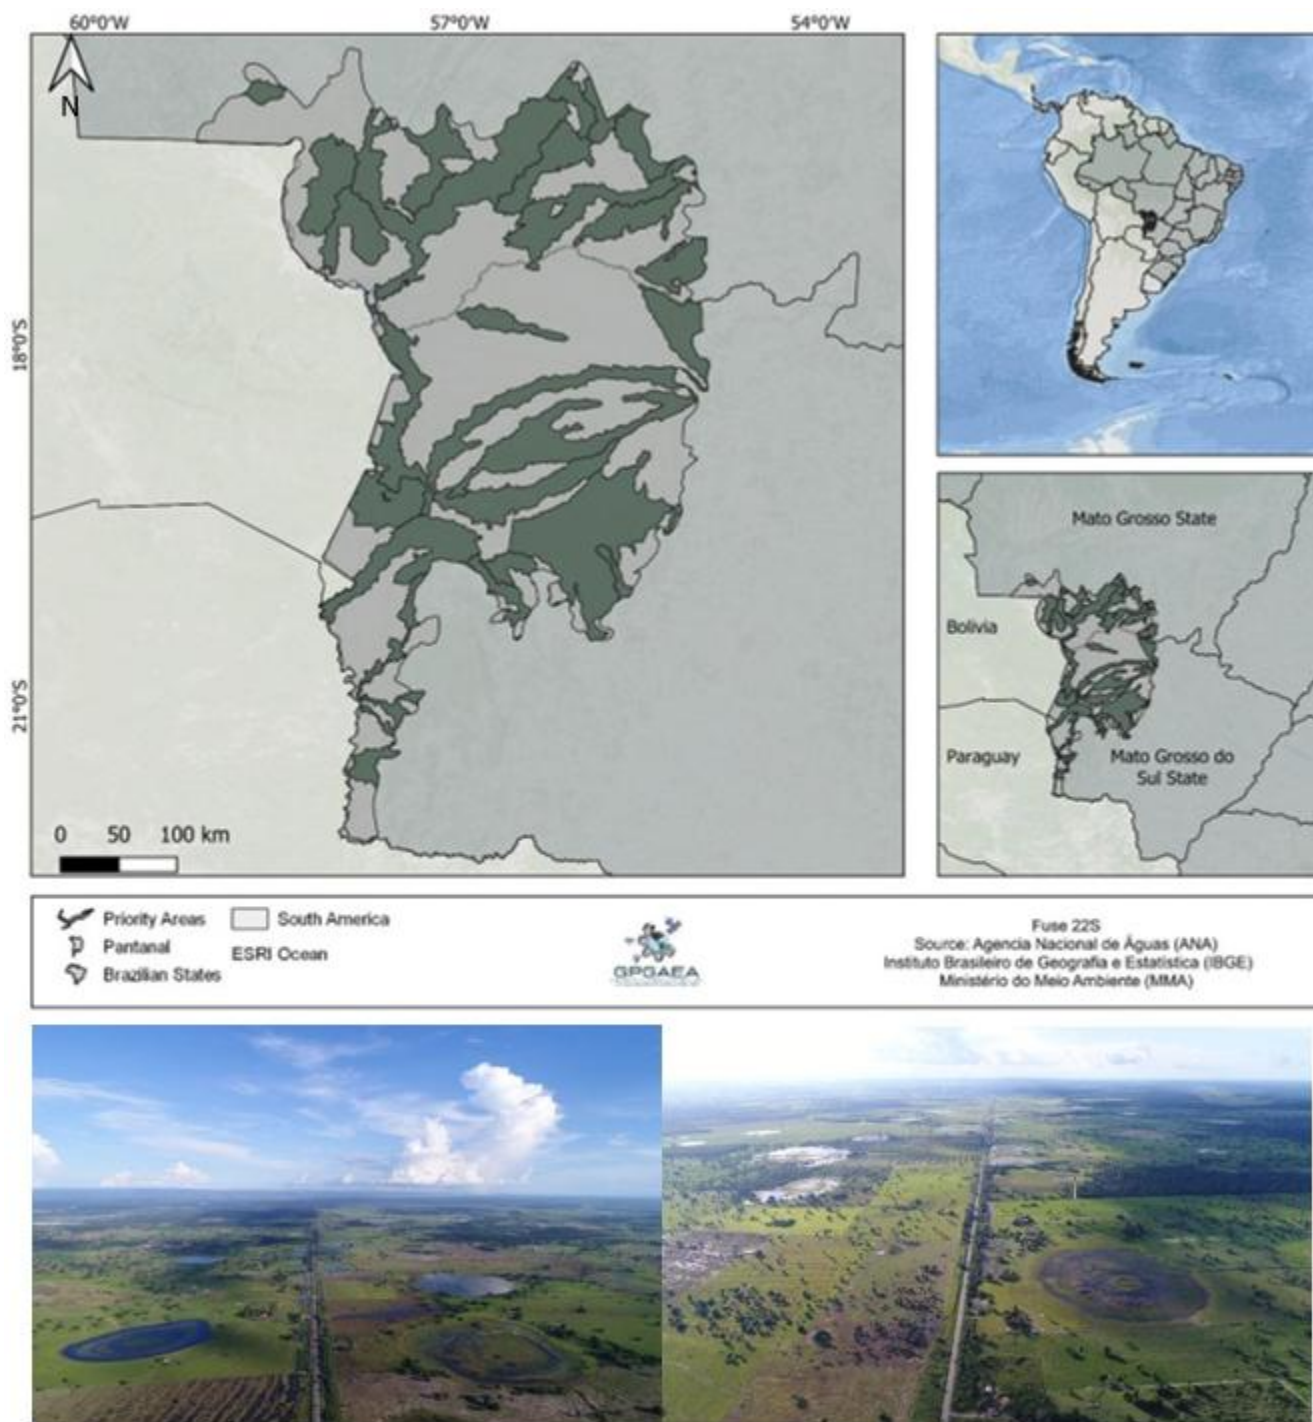 60°0'W 57°0'W 54°0'W
N
18°0'S
21°0'S
0 50 100 km
Mato Grosso State
Bolivia
Paraguay
Mato Grosso do
Sul State
Priority Areas
Pantanal
Brazilian States
South America
ESRI Ocean
GPGAEA
Fuse 22S
Source: Agencia Nacional de Águas (ANA)
Instituto Brasileiro de Geografia e Estatística (IBGE)
Ministério do Meio Ambiente (MMA)